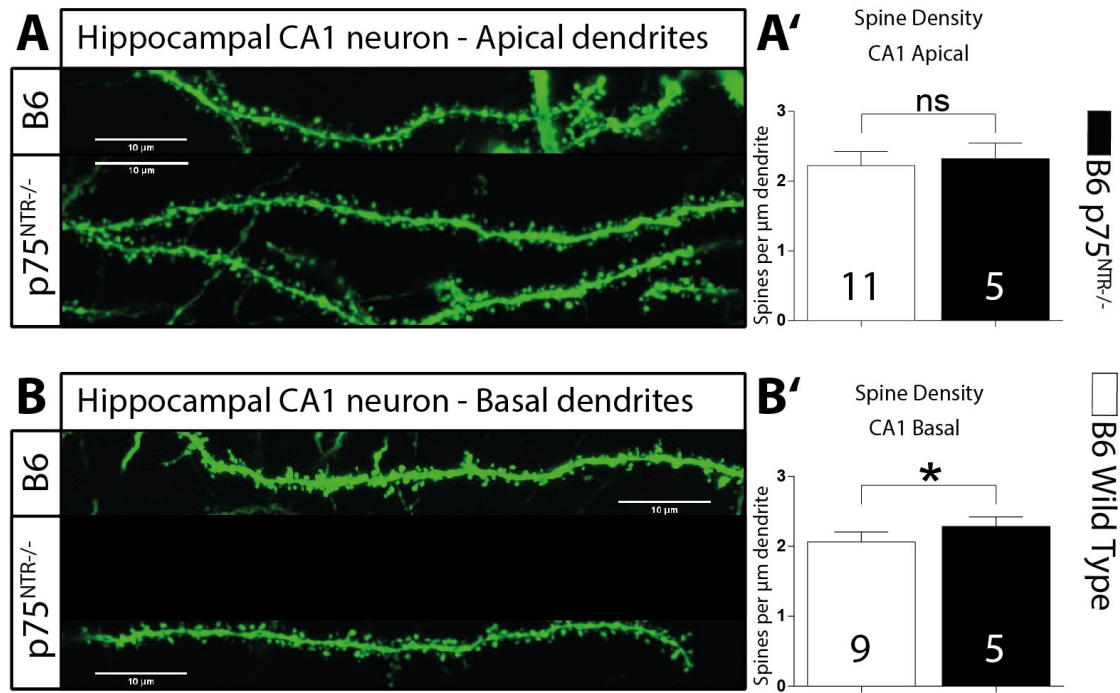 A
Hippocampal CA1 neuron - Apical dendrites
B6
10 µm
p75NTR-/-
10 µm
A‘
Spine Density
CA1 Apical
Spines per µm dendrite
3
2
1
0
ns
11
5
B6 p75NTR-/-
B
Hippocampal CA1 neuron - Basal dendrites
B6
10 µm
p75NTR-/-
10 µm
B‘
Spine Density
CA1 Basal
Spines per µm dendrite
3
2
1
0
*
9
5
B6 Wild Type